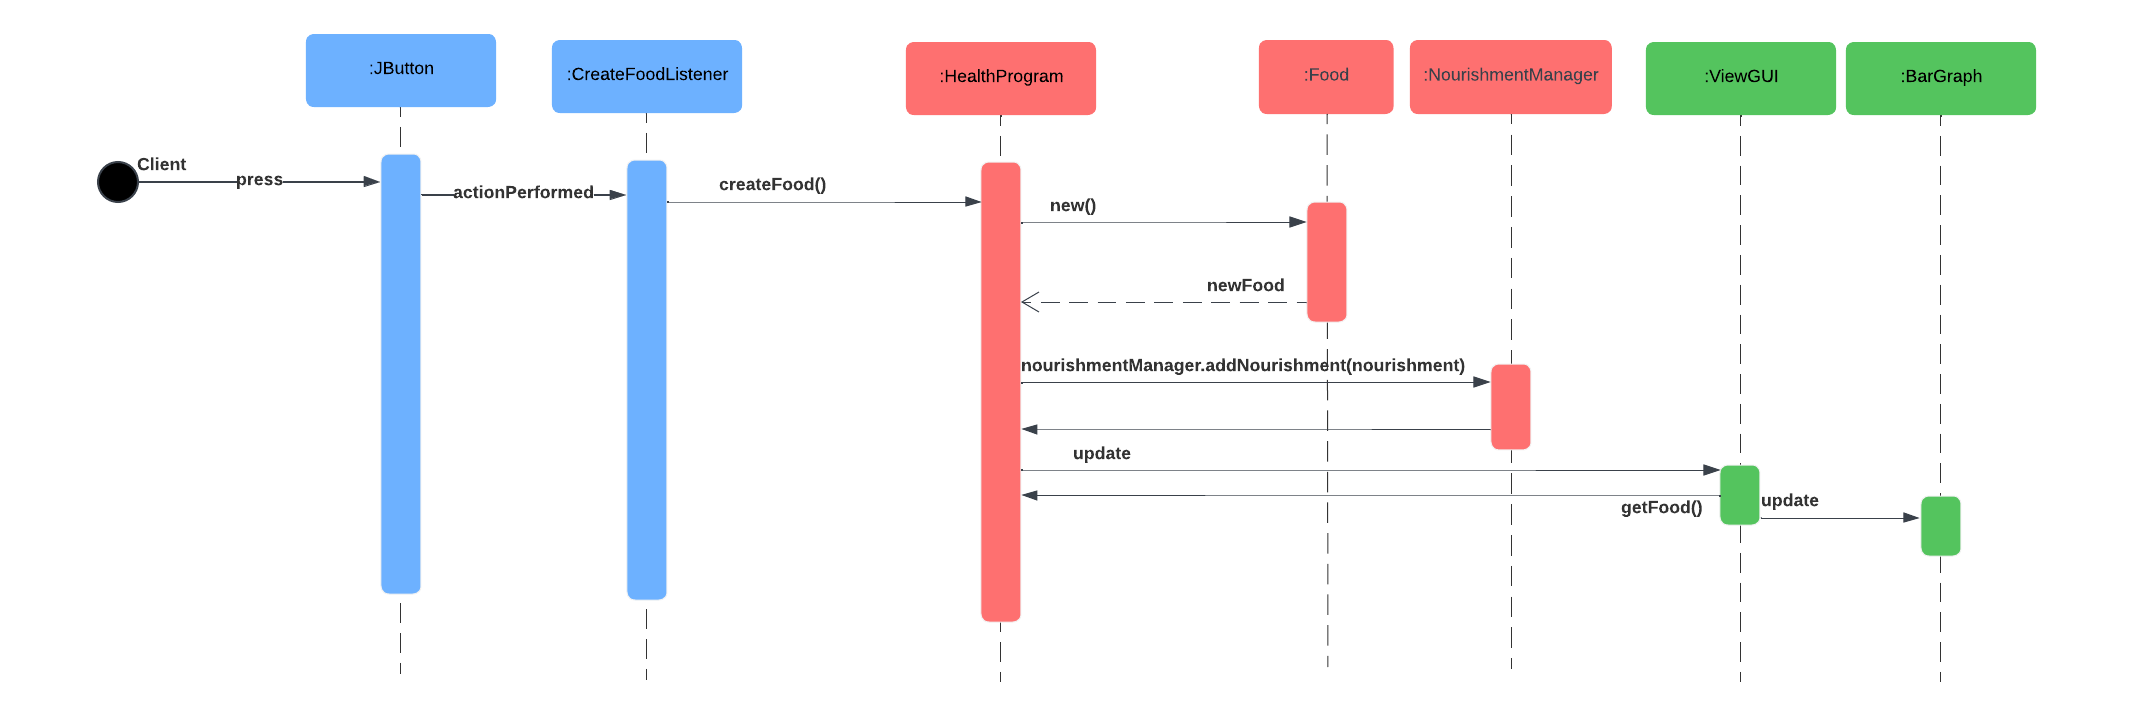 :JButton
:CreateFoodListener
:HealthProgram
:Food
:NourishmentManager
:ViewGUI
:BarGraph
Client
press
actionPerformed
createFood()
new()
newFood
nourishmentManager.addNourishment(nourishment)
update
getFood()
update